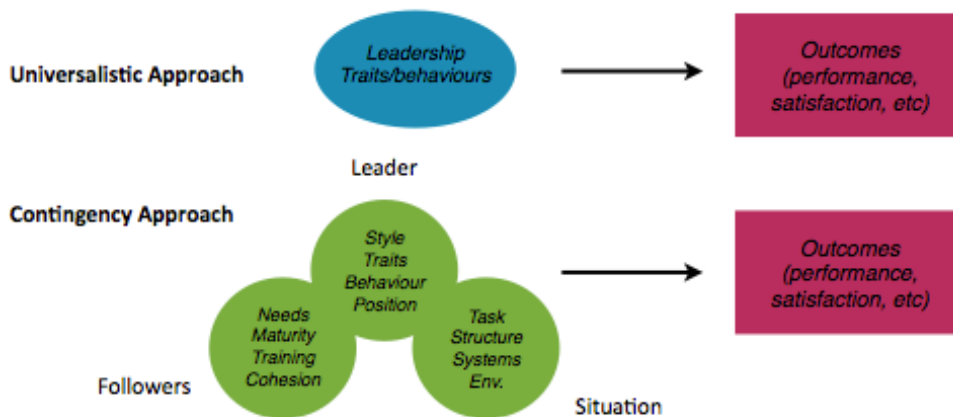 Universalistic Approach
Leadership
Traits/behaviours
Outcomes
(performance,
satisfaction, etc)
Leader
Contingency Approach
Style
Traits
Behaviour
Position
Needs
Maturity
Training
Cohesion
Task
Structure
Systems
Env.
Outcomes
(performance,
satisfaction, etc)
Followers
Situation